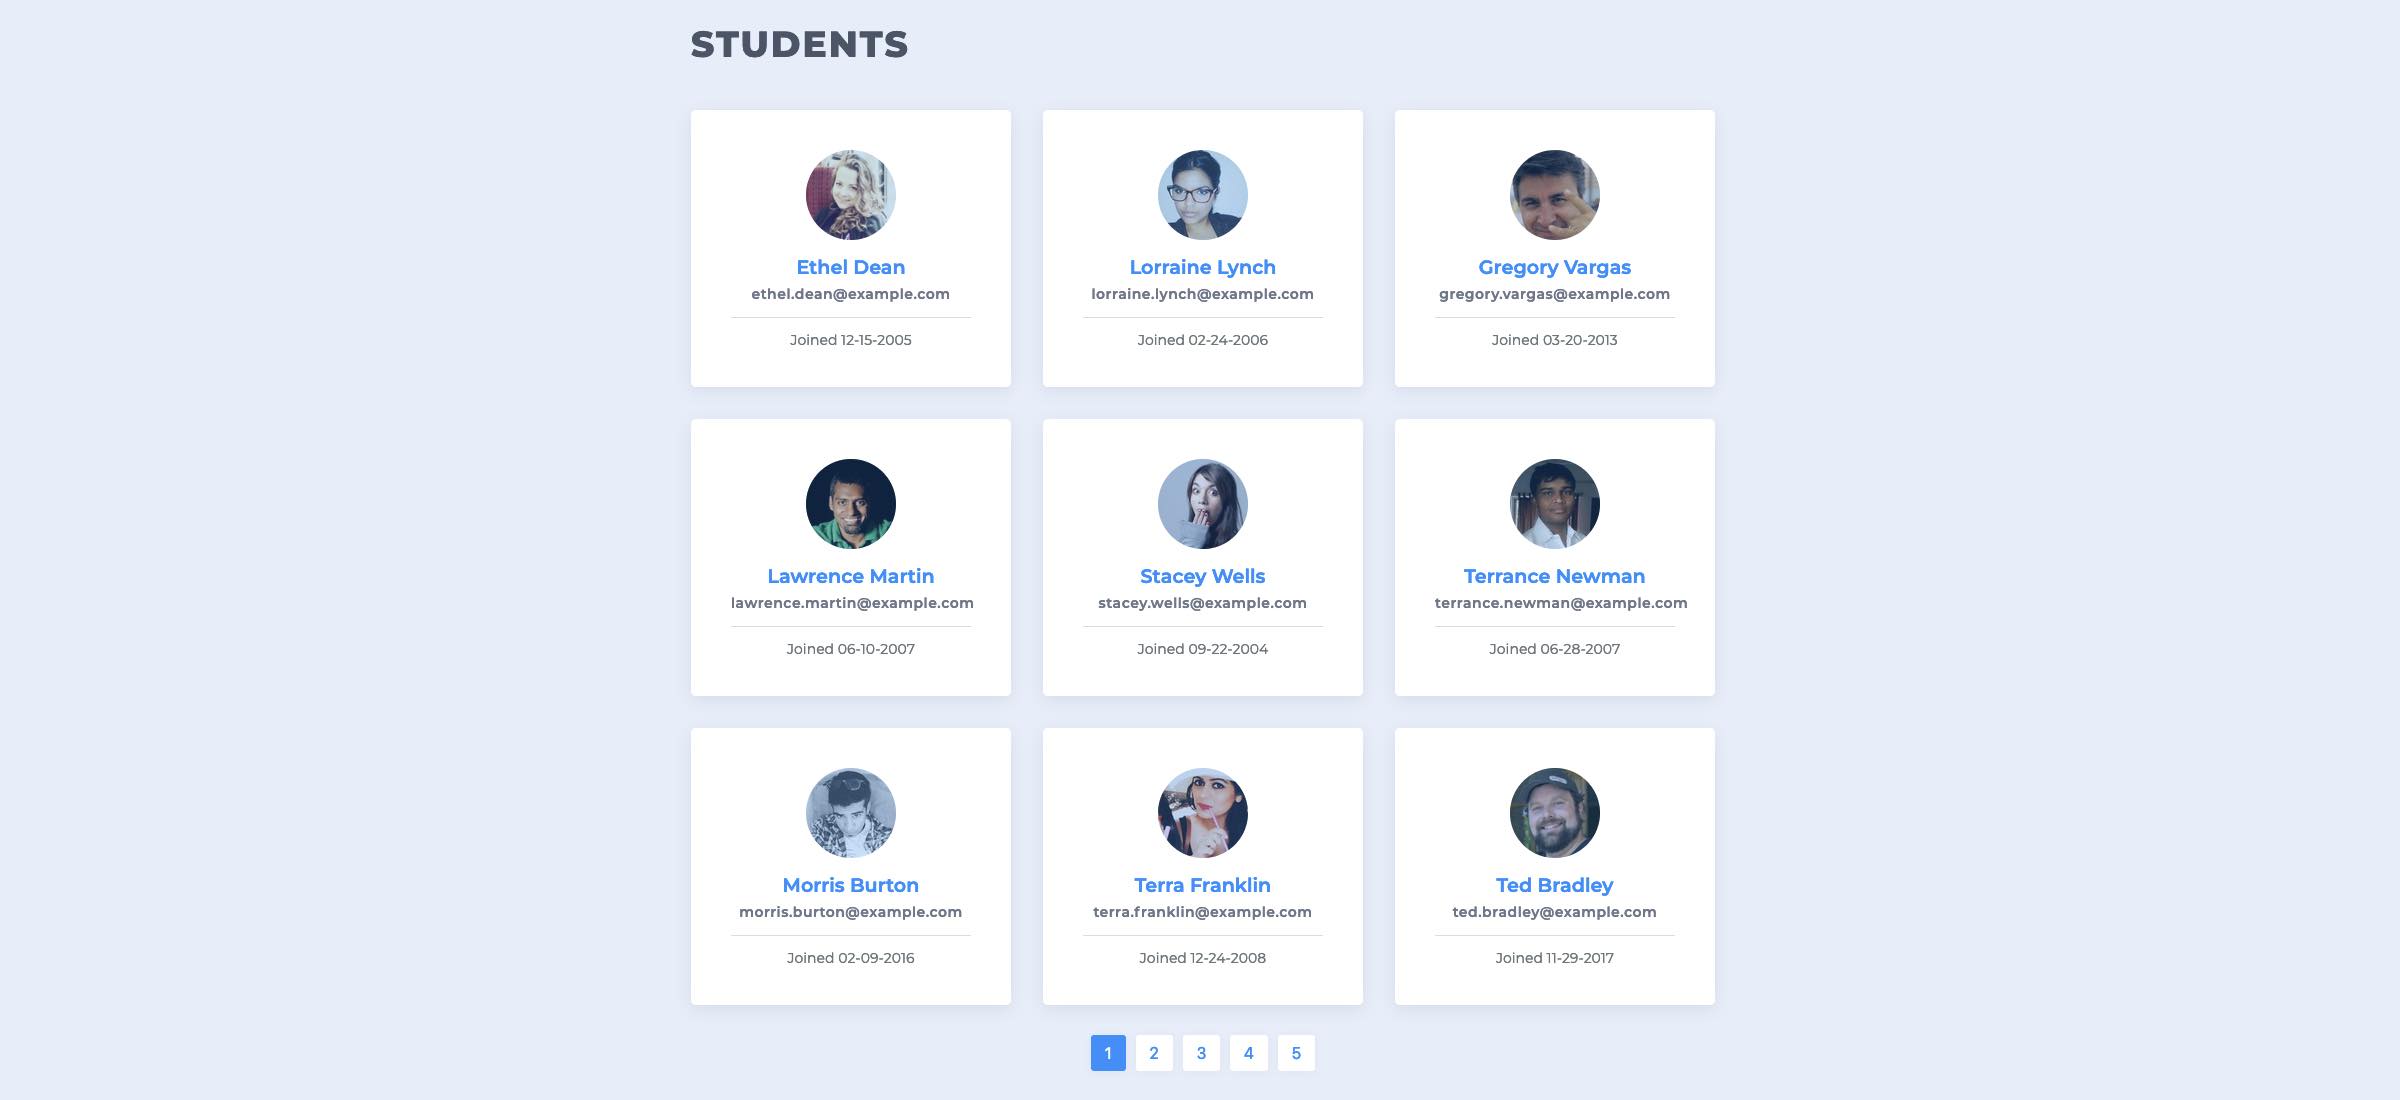 STUDENTS
Ethel Dean
ethel.dean@example.com
Joined 12-15-2005
Lorraine Lynch
lorraine.lynch@example.com
Joined 02-24-2006
Gregory Vargas
gregory.vargas@example.com
Joined 03-20-2013
Lawrence Martin
lawrence.martin@example.com
Joined 06-10-2007
Stacey Wells
stacey.wells@example.com
Joined 09-22-2004
Terrance Newman
terrance.newman@example.com
Joined 06-28-2007
Morris Burton
morris.burton@example.com
Joined 02-09-2016
Terra Franklin
terra.franklin@example.com
Joined 12-24-2008
Ted Bradley
ted.bradley@example.com
Joined 11-29-2017
1 2 3 4 5